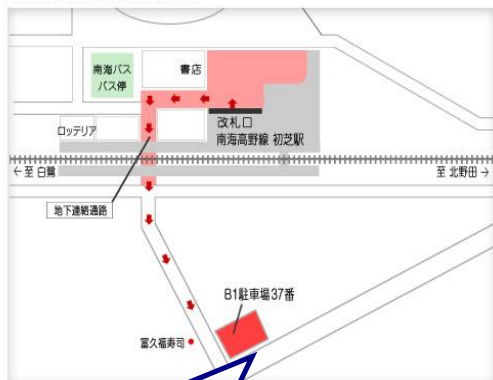 南海バス
バス停
書店
ロッテリア
改札口
南海高野線 初芝駅
←至 白鷺
至 北野田→
地下連絡通路
B1駐車場37番
富久福寿司